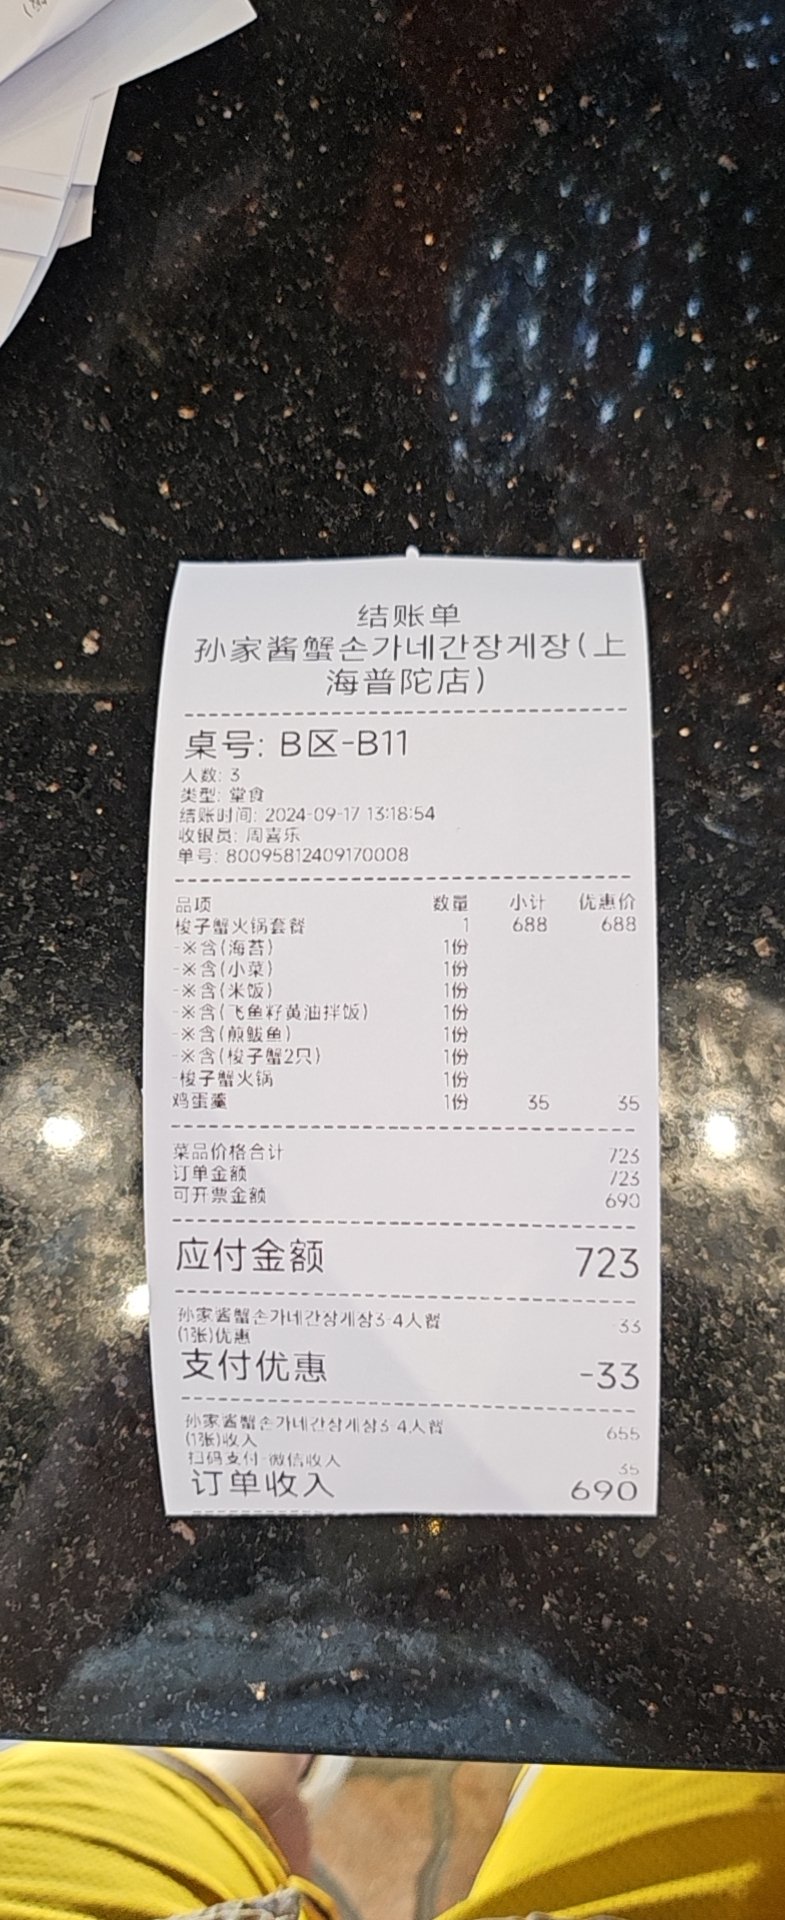 结账单
孙家酱蟹손가네간장게장(上
海普陀店)
桌号: B区-B11
人数: 3
类型: 堂食
结账时间: 2024-09-17 13:18:54
收银员: 周喜乐
单号: 80095812409170008
品项 数量 小计 优惠价
梭子蟹火锅套餐 1 688 688
-※含(海苔) 1份
-※含(小菜) 1份
-※含(米饭) 1份
-※含(飞鱼籽黄油拌饭) 1份
-※含(煎鲅鱼) 1份
-※含(梭子蟹2只) 1份
-梭子蟹火锅 1份
鸡蛋羹 1份 35 35
菜品价格合计 723
订单金额 723
可开票金额 690
应付金额 723
孙家酱蟹손가네간장게장3-4人餐 -33
(1张)优惠
支付优惠 -33
孙家酱蟹손가네간장게장3-4人餐 655
(1张)收入
扫码支付-微信收入 35
订单收入 690